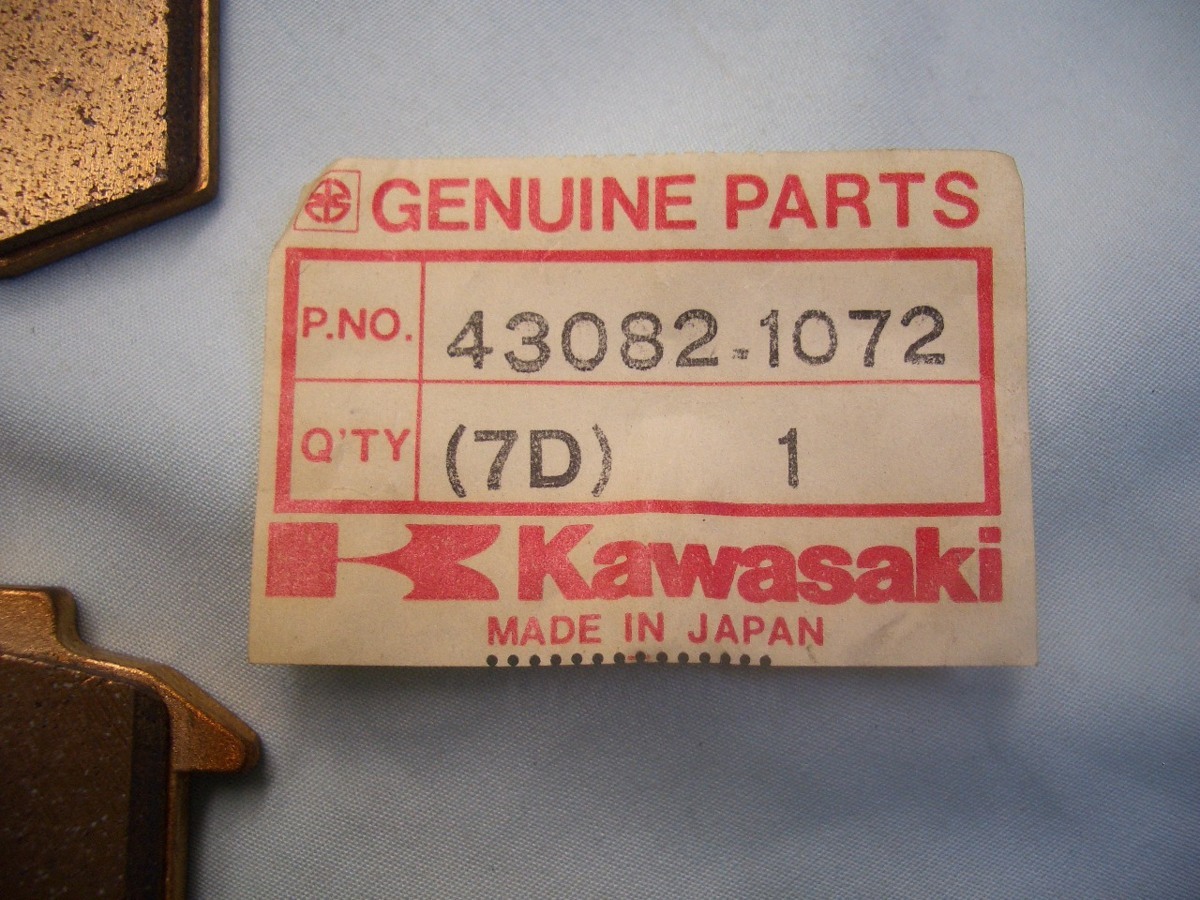 GENUINE PARTS
P.NO. 43082-1072
Q'TY (7D) 1
Kawasaki
MADE IN JAPAN